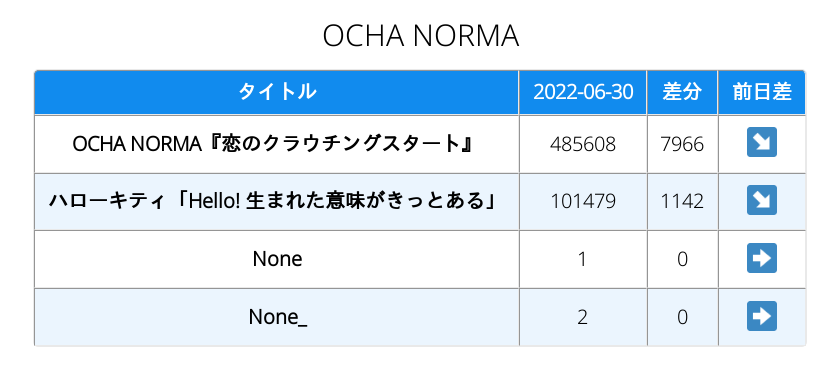 OCHA NORMA
タイトル 2022-06-30 差分 前日差
OCHA NORMA『恋のクラウチングスタート』 485608 7966 ↘
ハローキティ「Hello! 生まれた意味がきっとある」 101479 1142 ↘
None 1 0 ➡
None_ 2 0 ➡